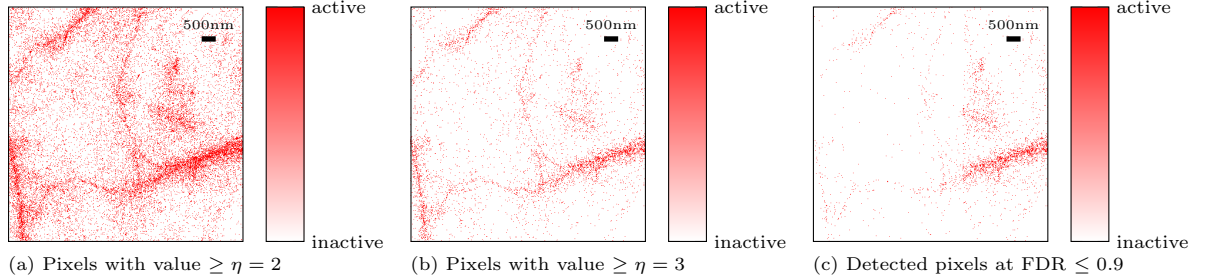 active
500nm
inactive
(a) Pixels with value ≥ η = 2
active
500nm
inactive
(b) Pixels with value ≥ η = 3
active
500nm
inactive
(c) Detected pixels at FDR ≤ 0.9